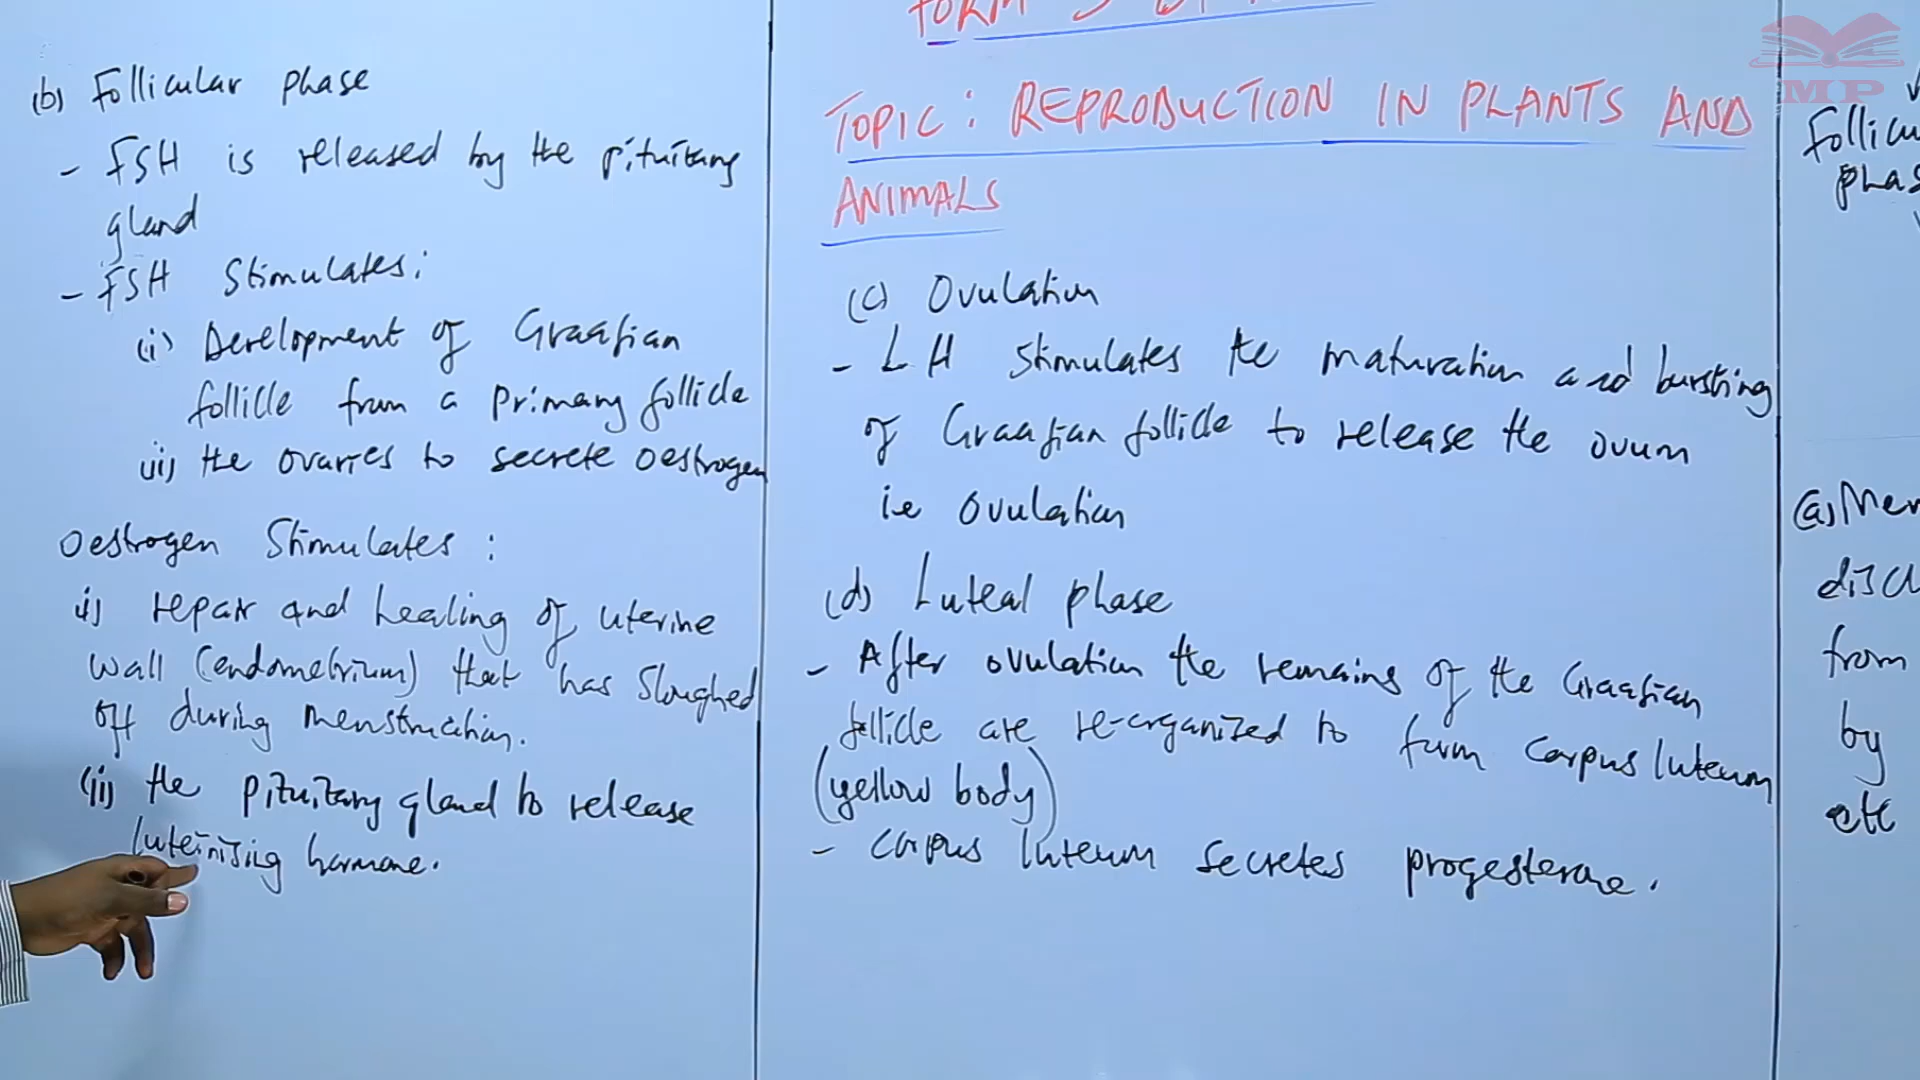 (b) Follicular phase
- FSH is released by the pituitary
gland
- FSH Stimulates:
(i) Development of Graafian
follicle from a primary follicle
(ii) the ovaries to secrete oestrogen
Oestrogen Stimulates :
(i) repair and healing of uterine
wall (endometrium) that has sloughed
off during menstruation.
(ii) the pituitary gland to release
luteinising hormone.
FORM 3
TOPIC: REPRODUCTION IN PLANTS AND
ANIMALS
(c) Ovulation
- LH stimulates the maturation and bursting
of Graafian follicle to release the ovum
i.e ovulation
(d) Luteal phase
- After ovulation the remains of the Graafian
follicle are re-organized to form corpus luteum
(yellow body)
- corpus luteum secretes progesterone.
MP
Follicu
phas
(a) Men
disc
from
by
etc